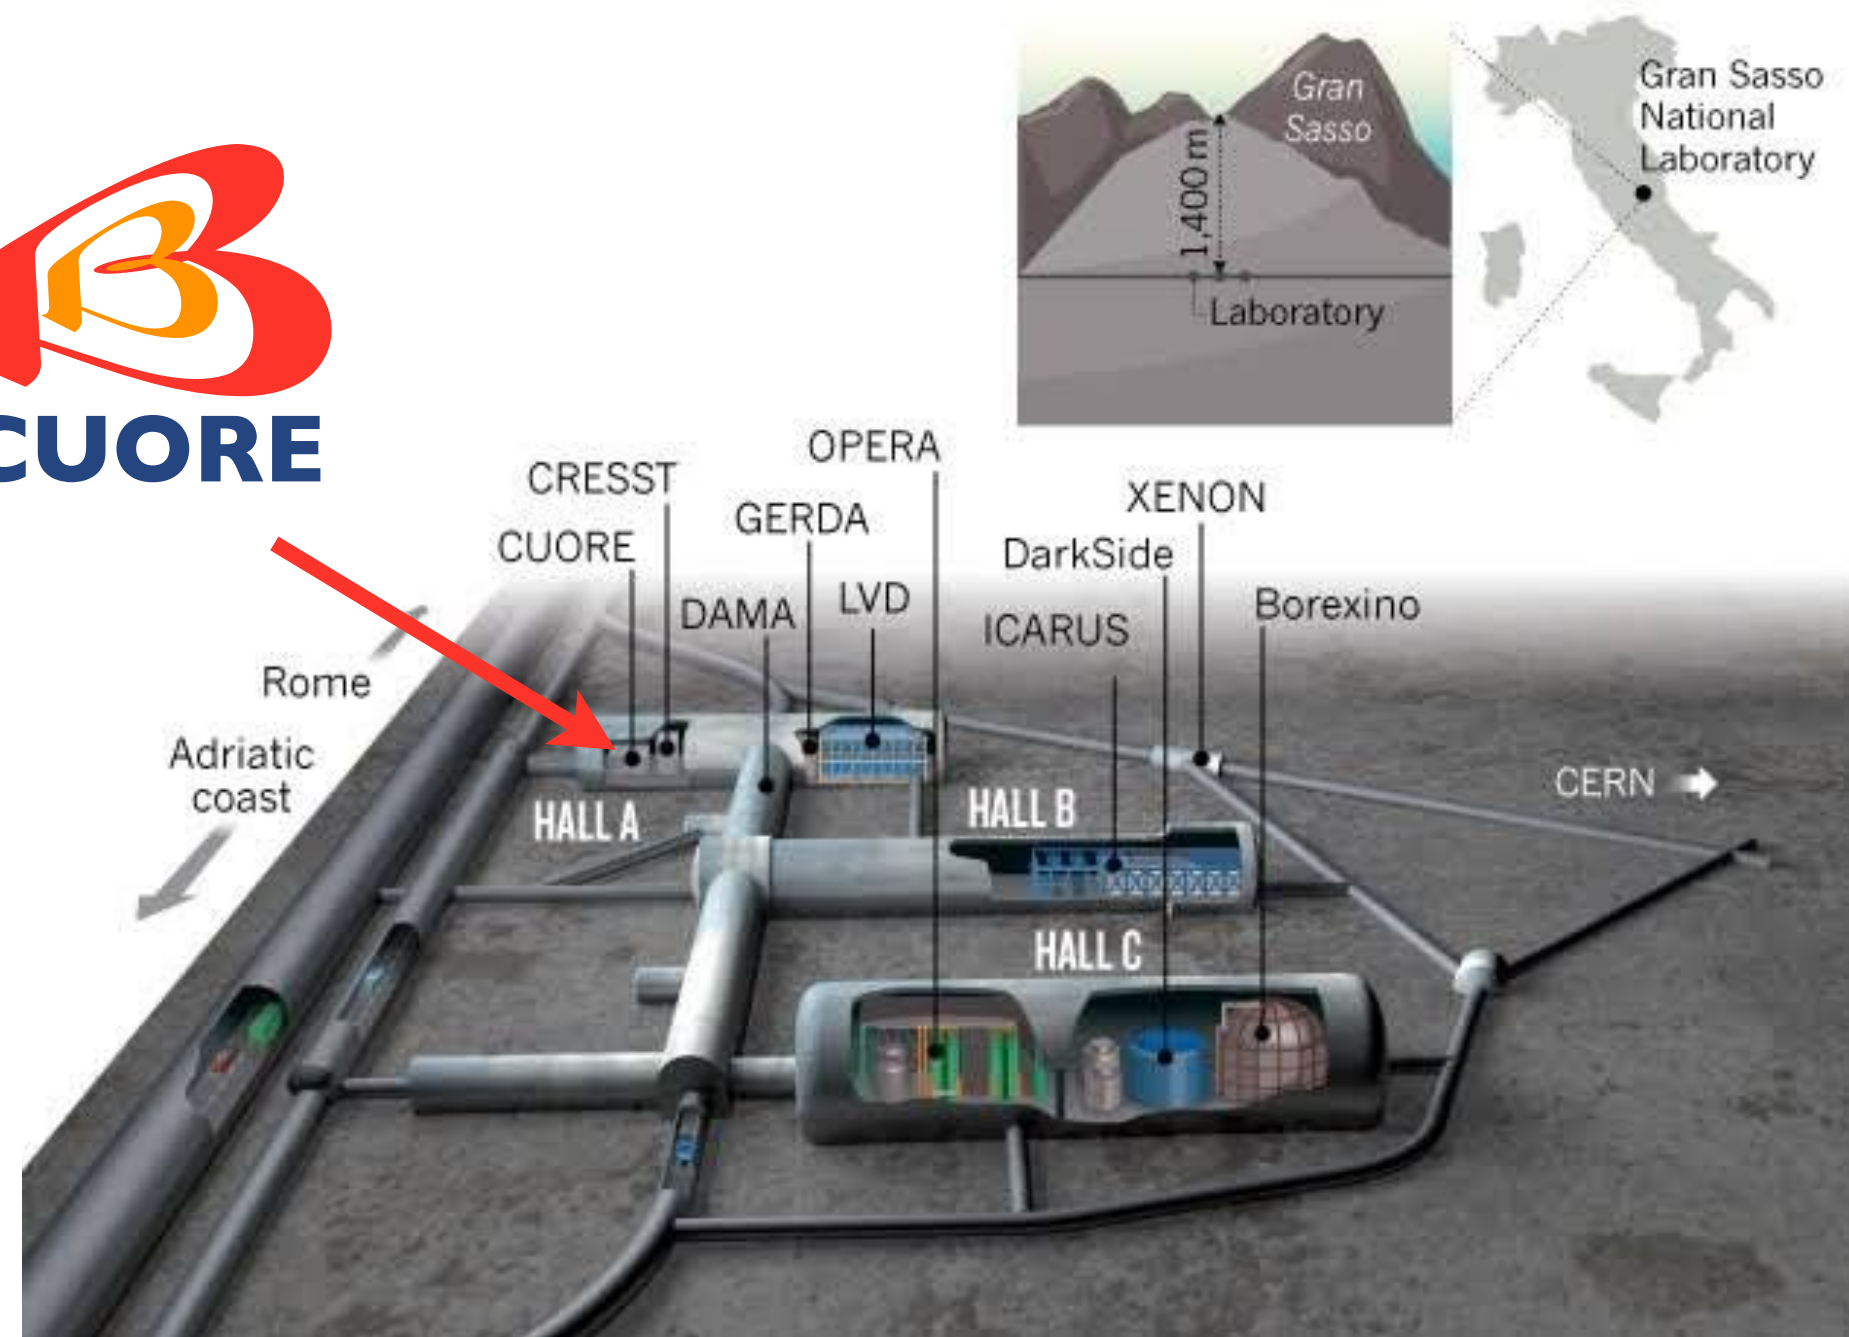 Gran
Sasso
1,400 m
Laboratory
Gran Sasso
National
Laboratory
CUORE
OPERA
CRESST
XENON
GERDA
CUORE
DarkSide
LVD
DAMA
ICARUS
Borexino
Rome
Adriatic
coast
CERN
HALL A
HALL B
HALL C